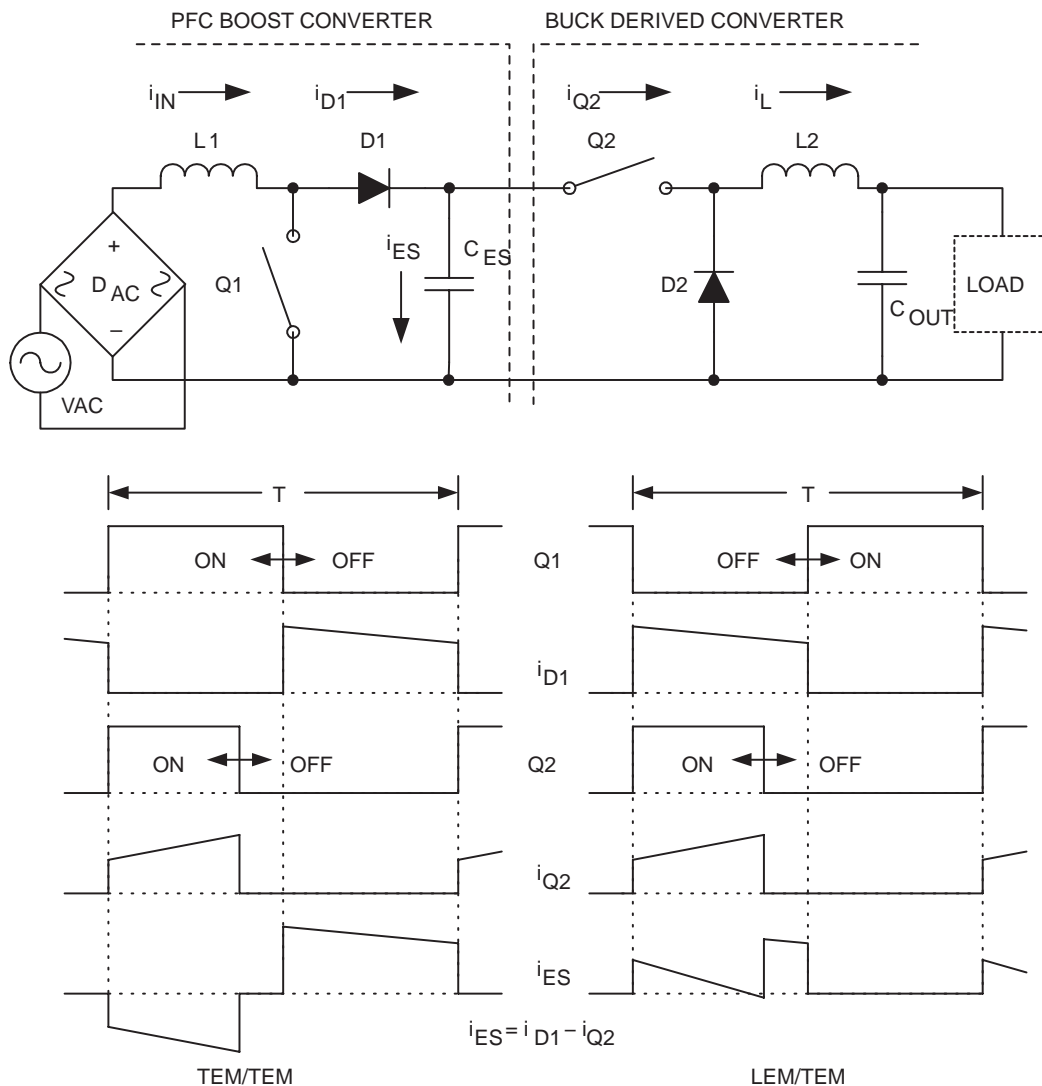 PFC BOOST CONVERTER
BUCK DERIVED CONVERTER
iIN
iD1
iQ2
iL
L1
D1
Q2
L2
+
DAC
−
Q1
iES
CES
D2
COUT
LOAD
VAC
T
T
ON
OFF
Q1
OFF
ON
iD1
ON
OFF
Q2
ON
OFF
iQ2
iES
iES = iD1 − iQ2
TEM/TEM
LEM/TEM